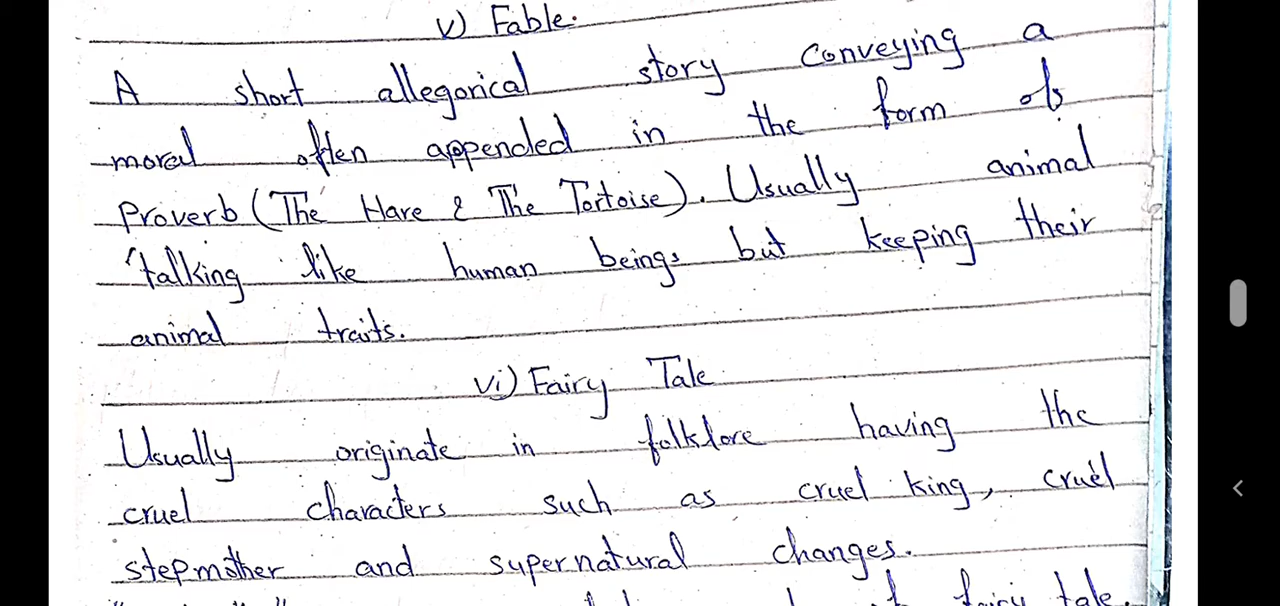 v) Fable.
A short allegorical story conveying a
moral often appended in the form of
Proverb (The Hare & The Tortoise). Usually animal
talking like human beings but keeping their
animal traits.
vi) Fairy Tale
Usually originate in folklore having the
cruel characters such as cruel king, cruel
stepmother and supernatural changes.
fairy tale.